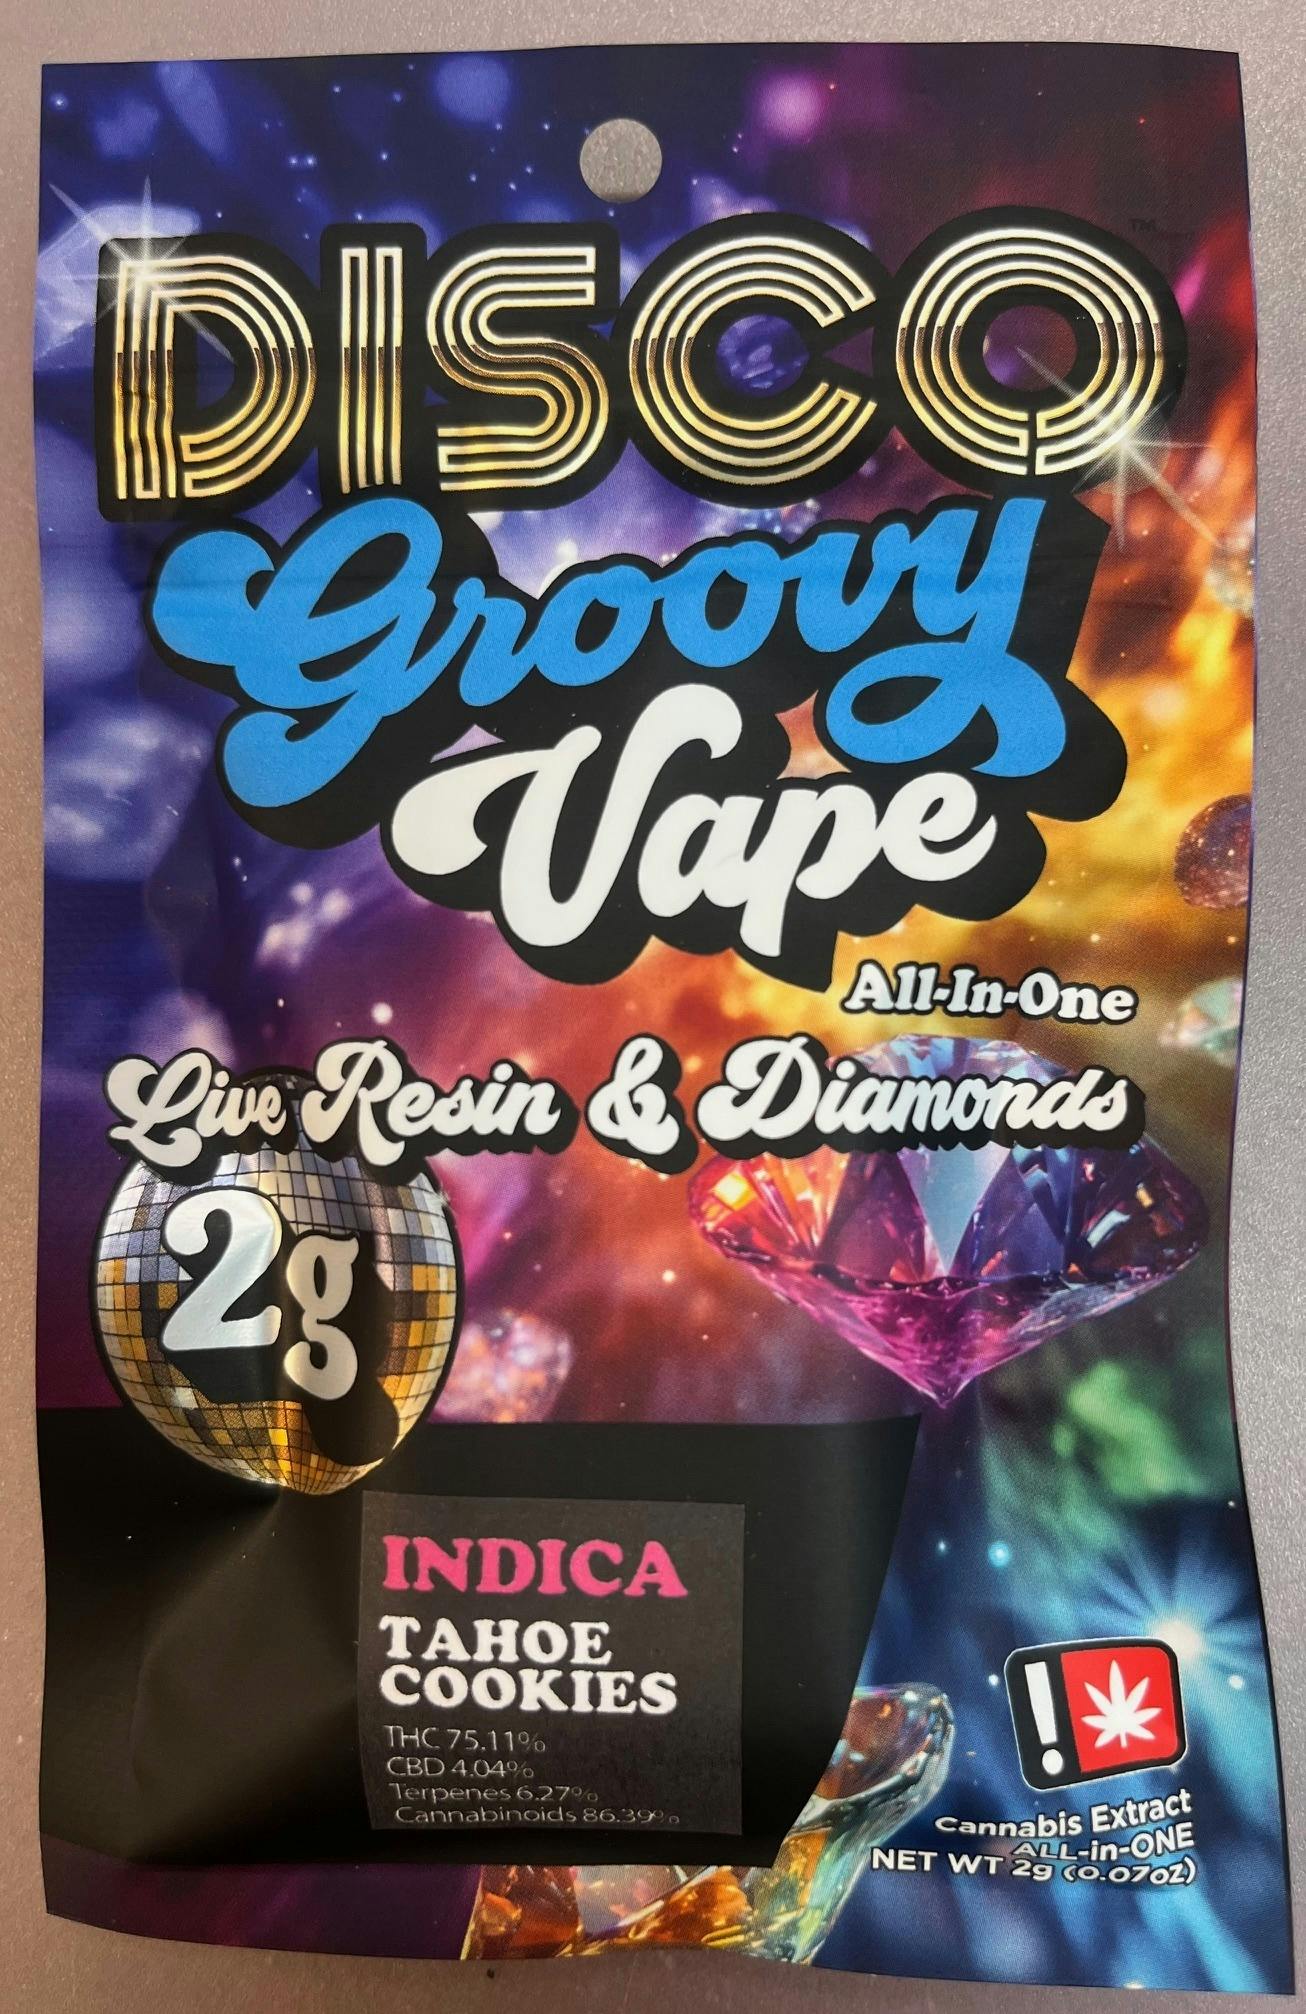 DISCO™
Groovy
Vape
All-In-One
Live Resin & Diamonds
2g
INDICA
TAHOE
COOKIES
THC 75.11%
CBD 4.04%
Terpenes 6.27%
Cannabinoids 86.39%
!
Cannabis Extract
ALL-in-ONE
NET WT 2g (0.07oz)